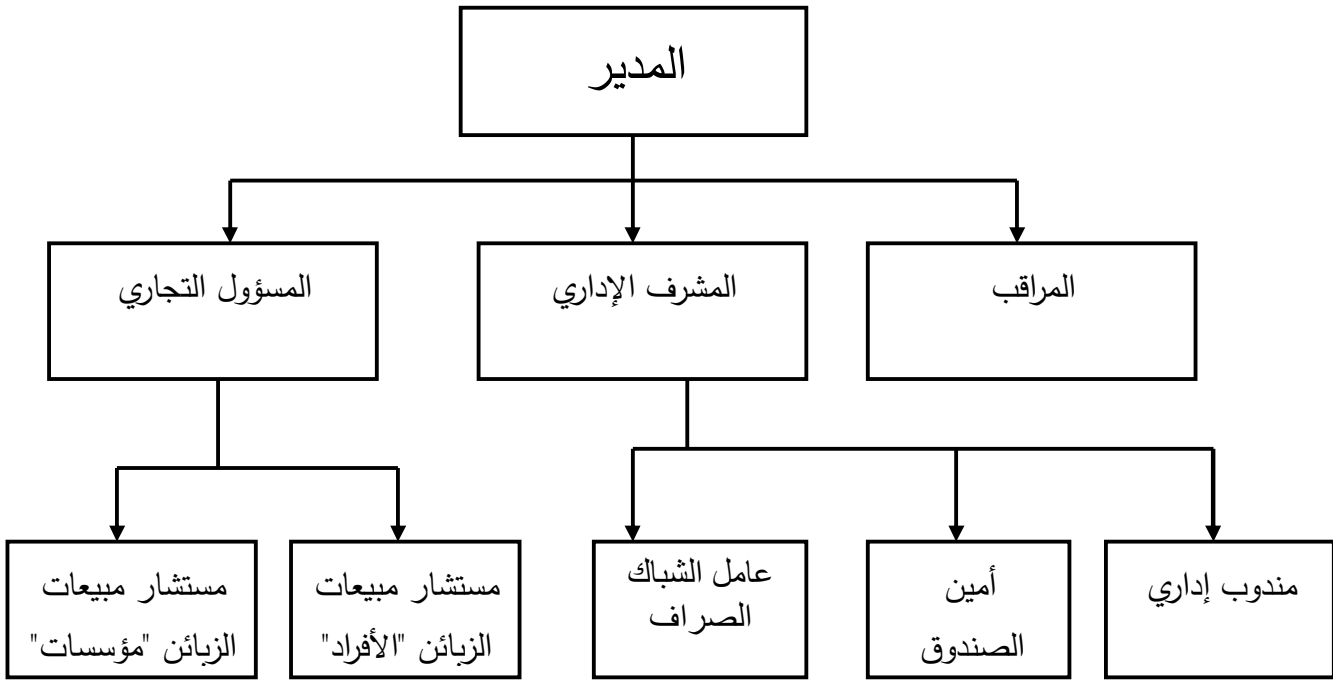 المدير
المراقب
المشرف الإداري
المسؤول التجاري
مندوب إداري
أمين
الصندوق
عامل الشباك
الصراف
مستشار مبيعات
الزبائن "الأفراد"
مستشار مبيعات
الزبائن "مؤسسات"